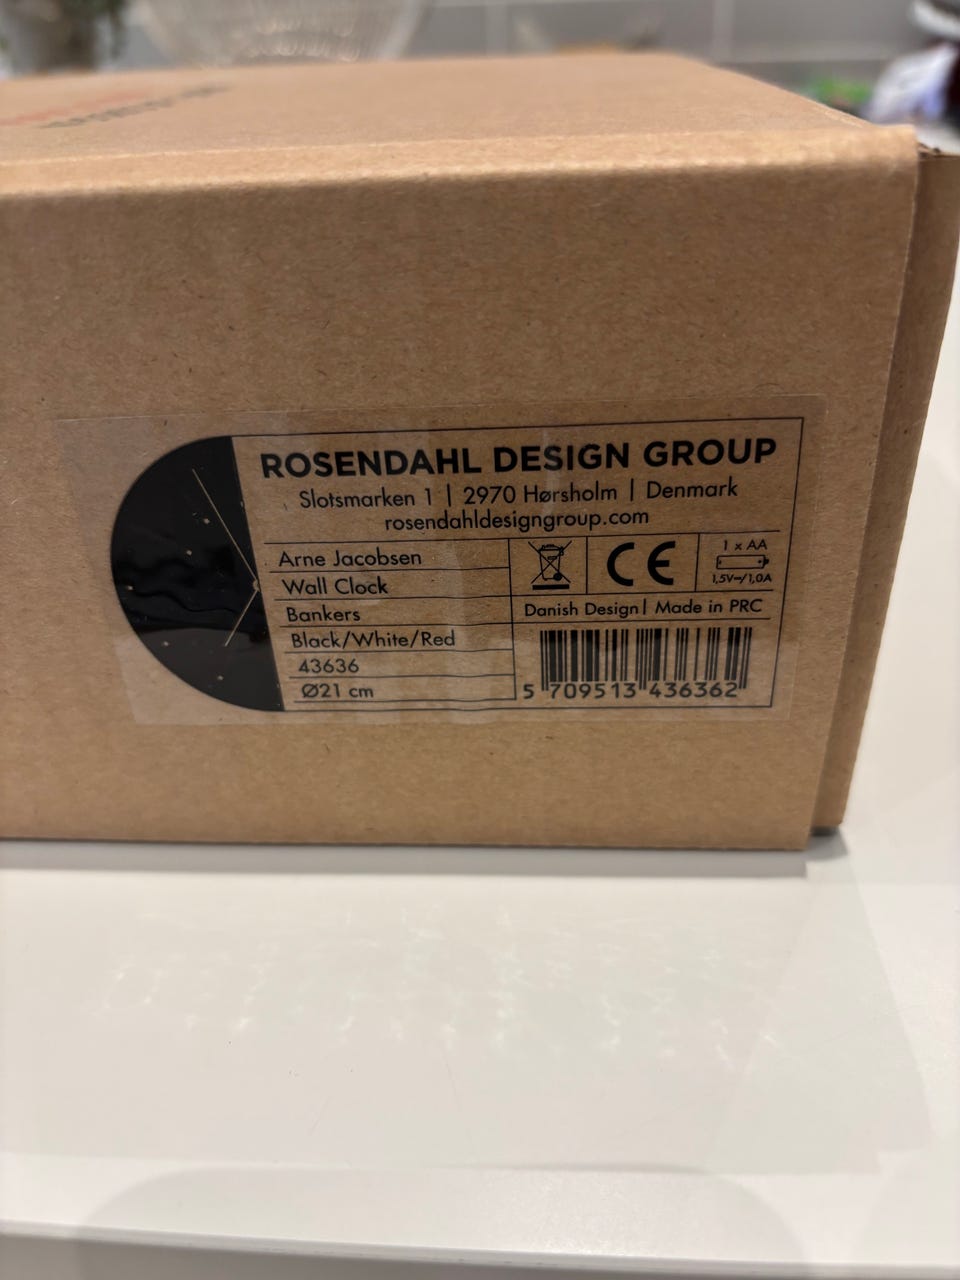 ROSENDAHL DESIGN GROUP
Slotsmarken 1 | 2970 Hørsholm | Denmark
rosendahldesigngroup.com
Arne Jacobsen
Wall Clock
Bankers
Black/White/Red
43636
Ø21 cm
CE
1 x AA
1,5V⎓/1,0A
Danish Design| Made in PRC
5 709513 436362